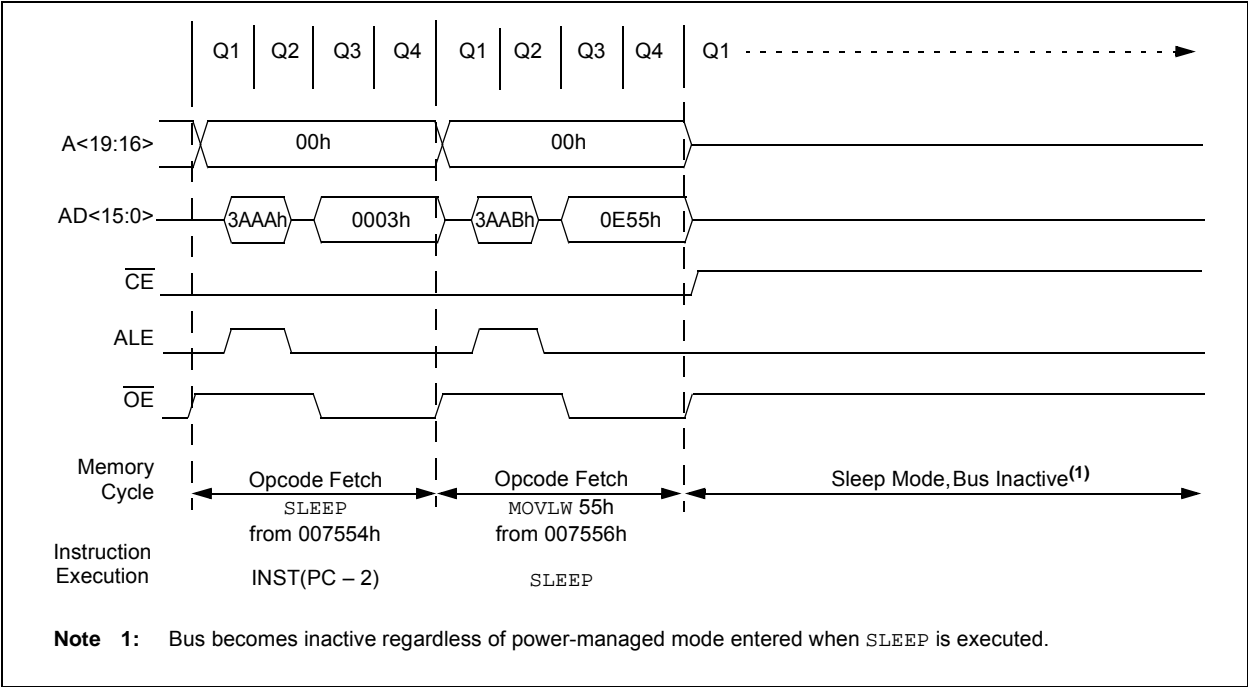 Q1 Q2 Q3 Q4 Q1 Q2 Q3 Q4 Q1
A<19:16> 00h 00h
AD<15:0> 3AAAh 0003h 3AABh 0E55h
CE
ALE
OE
Memory
Cycle
Opcode Fetch
SLEEP
from 007554h
Opcode Fetch
MOVLW 55h
from 007556h
Sleep Mode, Bus Inactive(1)
Instruction
Execution
INST(PC – 2) SLEEP
Note 1: Bus becomes inactive regardless of power-managed mode entered when SLEEP is executed.